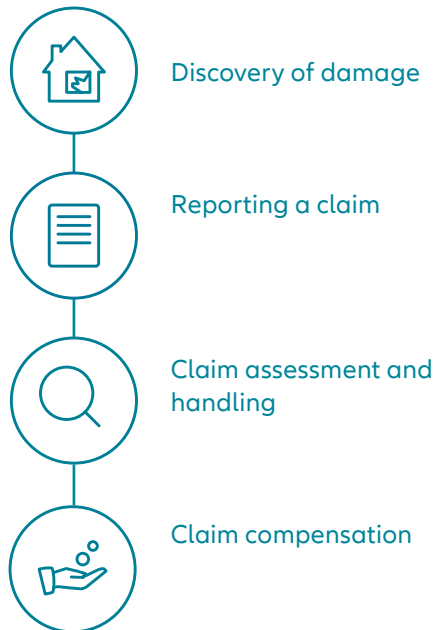 Discovery of damage
Reporting a claim
Claim assessment and
handling
Claim compensation